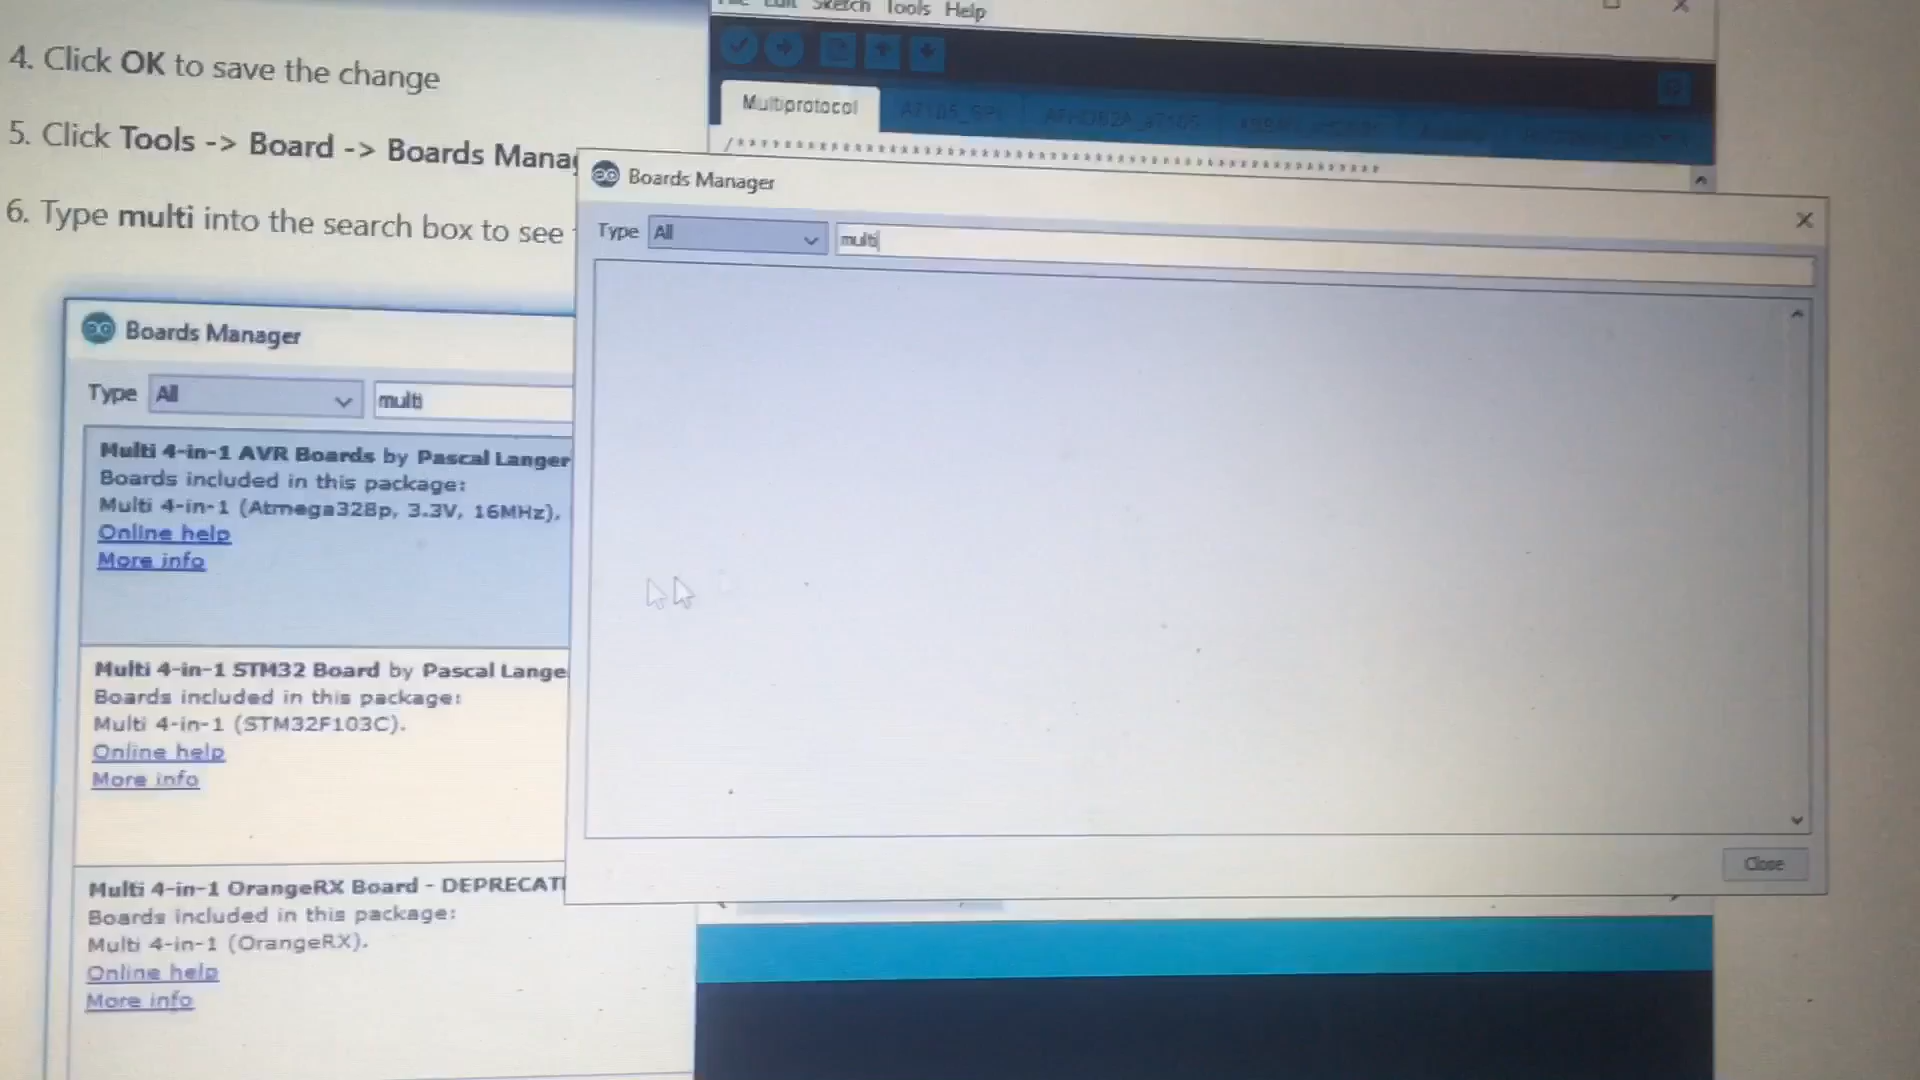 4. Click OK to save the change
5. Click Tools -> Board -> Boards
6. Type multi into the search box to see
Boards Manager
Type All multi
Multi 4-in-1 AVR Boards by Pascal Langer
Boards included in this package:
Multi 4-in-1 (Atmega328p, 3.3V, 16MHz),
Online help
More info
Multi 4-in-1 STM32 Board by Pascal Lange
Boards included in this package:
Multi 4-in-1 (STM32F103C).
Online help
More info
Multi 4-in-1 OrangeRX Board - DEPRECAT
Boards included in this package:
Multi 4-in-1 (OrangeRX).
Online help
More info
Edit Sketch Tools Help
Multiprotocol
Boards Manager
Type All multi
Close